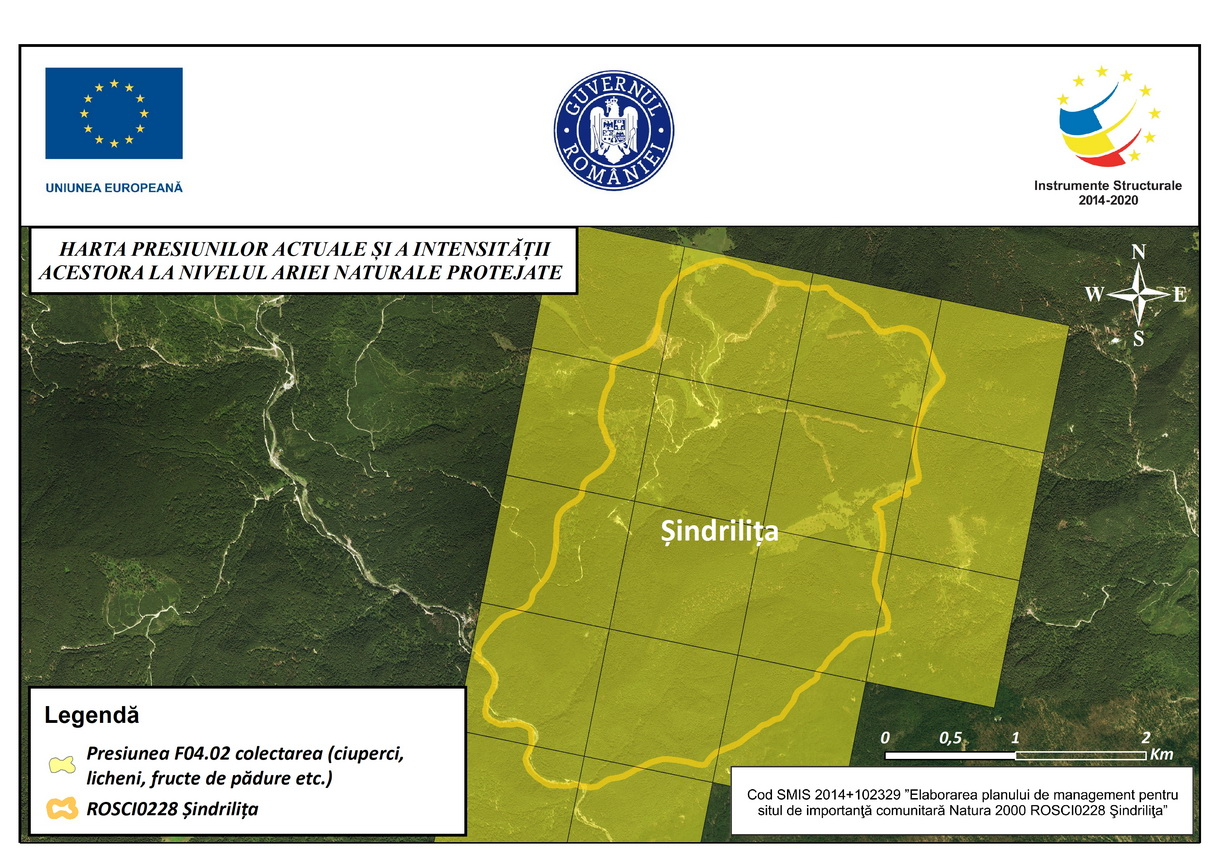 UNIUNEA EUROPEANĂ
GUVERNUL
ROMÂNIEI
Instrumente Structurale
2014-2020
HARTA PRESIUNILOR ACTUALE ȘI A INTENSITĂȚII
ACESTORA LA NIVELUL ARIEI NATURALE PROTEJATE
N
W E
S
Șindrilița
Legendă
Presiunea F04.02 colectarea (ciuperci,
licheni, fructe de pădure etc.)
ROSCI0228 Șindrilița
0 0,5 1 2
Km
Cod SMIS 2014+102329 ”Elaborarea planului de management pentru
situl de importanţă comunitară Natura 2000 ROSCI0228 Şindriliţa”